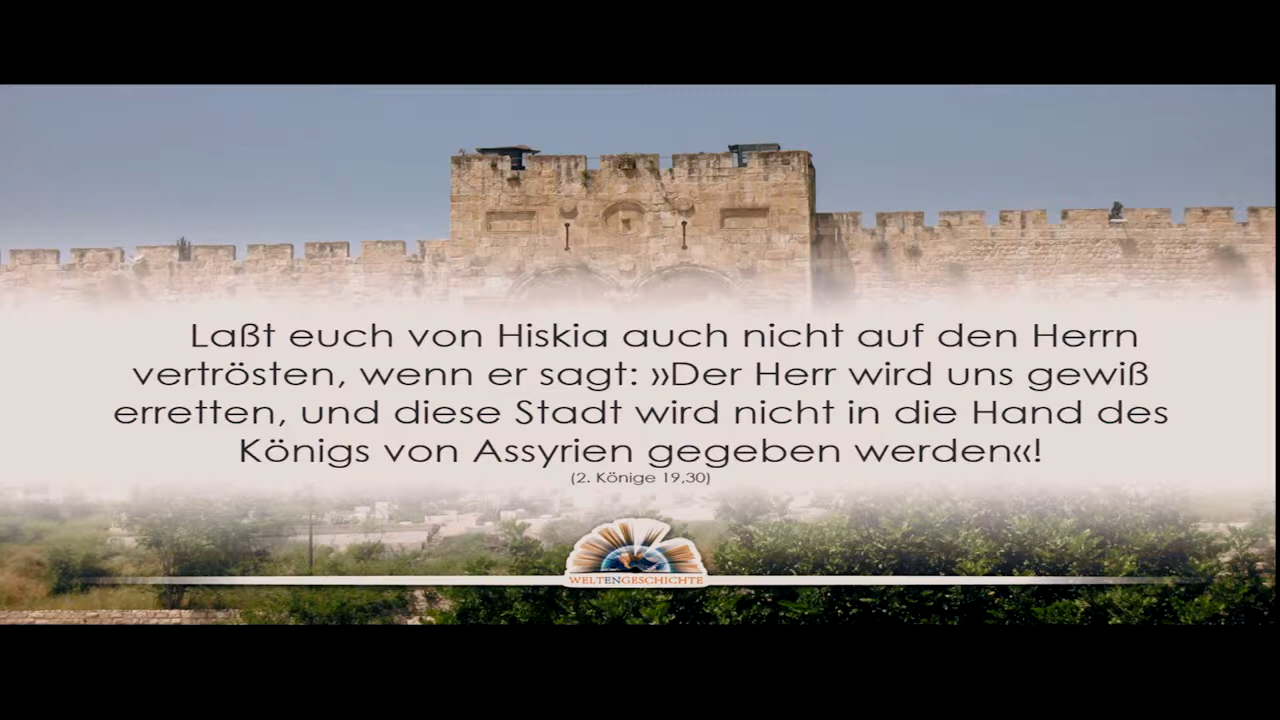 Laßt euch von Hiskia auch nicht auf den Herrn
vertrösten, wenn er sagt: »Der Herr wird uns gewiß
erretten, und diese Stadt wird nicht in die Hand des
Königs von Assyrien gegeben werden«!
(2. Könige 19,30)
WELTENGESCHICHTE